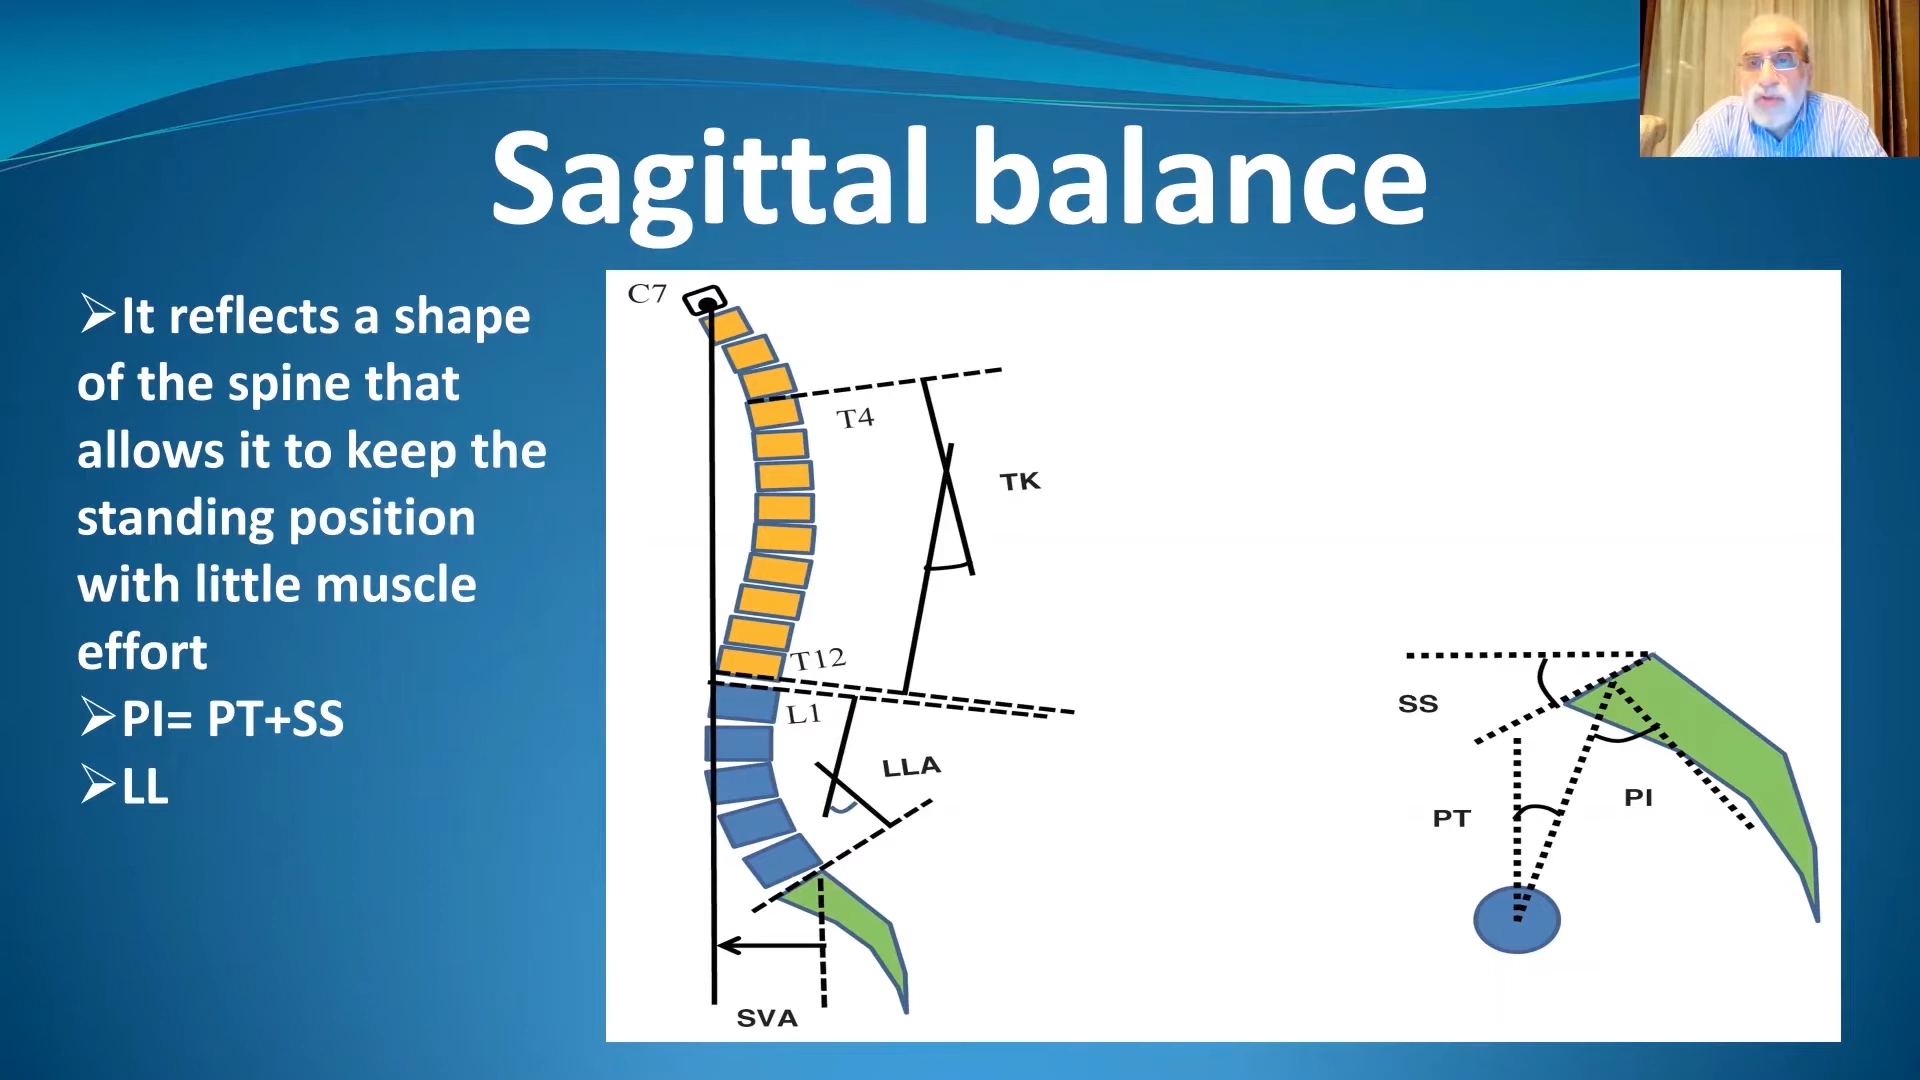 Sagittal balance
➢It reflects a shape
of the spine that
allows it to keep the
standing position
with little muscle
effort
➢PI= PT+SS
➢LL
C7
T4
TK
T12
L1
LLA
SVA
SS
PT
PI